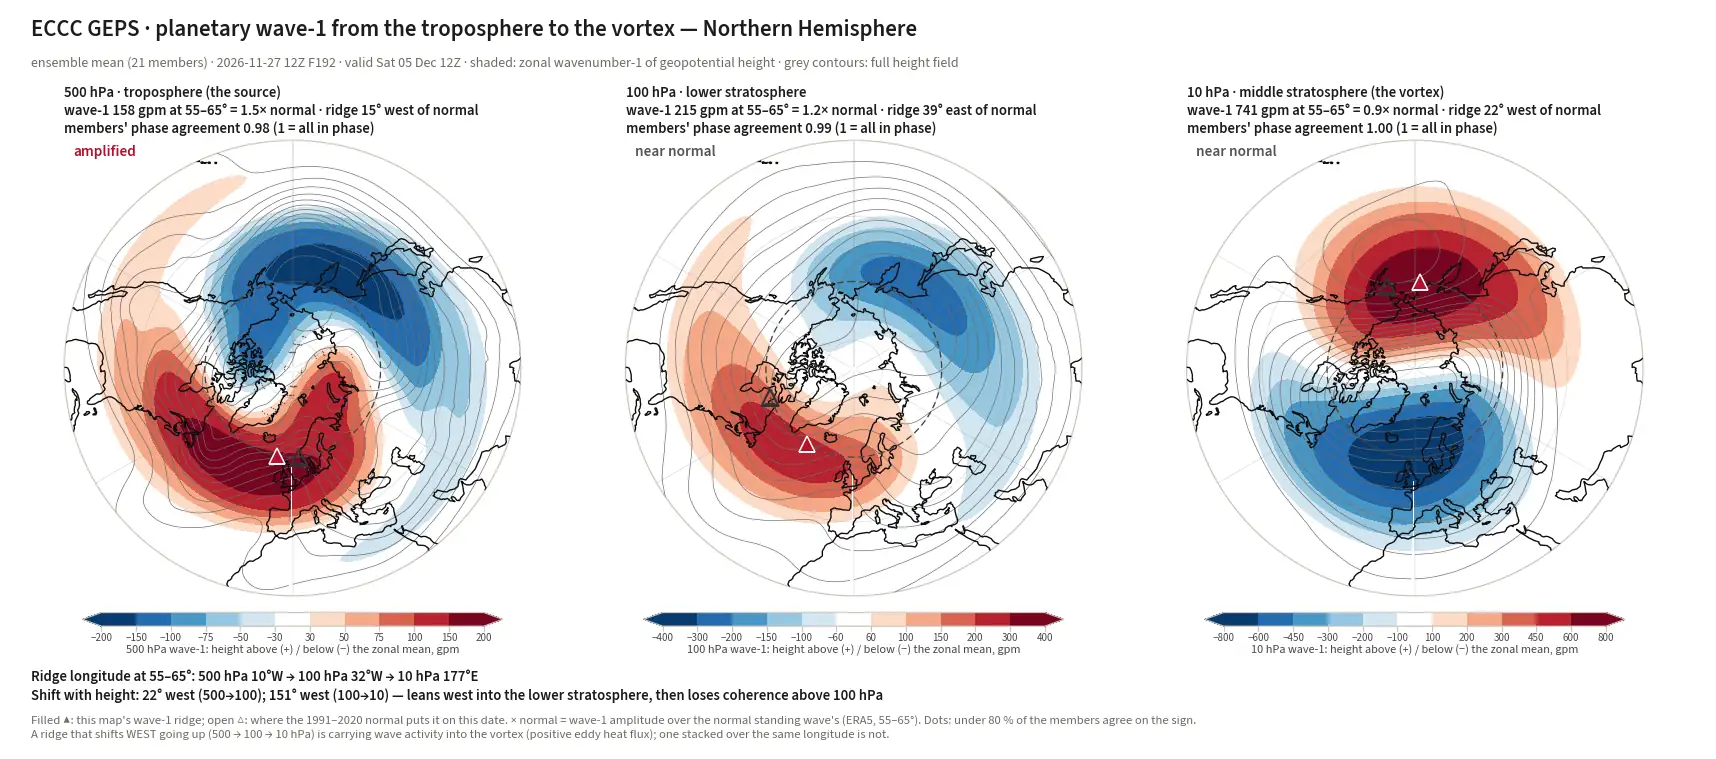 ECCC GEPS · planetary wave-1 from the troposphere to the vortex — Northern Hemisphere
ensemble mean (21 members) · 2026-11-27 12Z F192 · valid Sat 05 Dec 12Z · shaded: zonal wavenumber-1 of geopotential height · grey contours: full height field
500 hPa · troposphere (the source)
wave-1 158 gpm at 55–65° = 1.5× normal · ridge 15° west of normal
members' phase agreement 0.98 (1 = all in phase)
amplified
100 hPa · lower stratosphere
wave-1 215 gpm at 55–65° = 1.2× normal · ridge 39° east of normal
members' phase agreement 0.99 (1 = all in phase)
near normal
10 hPa · middle stratosphere (the vortex)
wave-1 741 gpm at 55–65° = 0.9× normal · ridge 22° west of normal
members' phase agreement 1.00 (1 = all in phase)
near normal
−200 −150 −100 −75 −50 −30 30 50 75 100 150 200
500 hPa wave-1: height above (+) / below (−) the zonal mean, gpm
−400 −300 −200 −150 −100 −60 60 100 150 200 300 400
100 hPa wave-1: height above (+) / below (−) the zonal mean, gpm
−800 −600 −450 −300 −200 −100 100 200 300 450 600 800
10 hPa wave-1: height above (+) / below (−) the zonal mean, gpm
Ridge longitude at 55–65°: 500 hPa 10°W → 100 hPa 32°W → 10 hPa 177°E
Shift with height: 22° west (500→100); 151° west (100→10) — leans west into the lower stratosphere, then loses coherence above 100 hPa
Filled ▲: this map's wave-1 ridge; open △: where the 1991–2020 normal puts it on this date. × normal = wave-1 amplitude over the normal standing wave's (ERA5, 55–65°). Dots: under 80 % of the members agree on the sign.
A ridge that shifts WEST going up (500 → 100 → 10 hPa) is carrying wave activity into the vortex (positive eddy heat flux); one stacked over the same longitude is not.